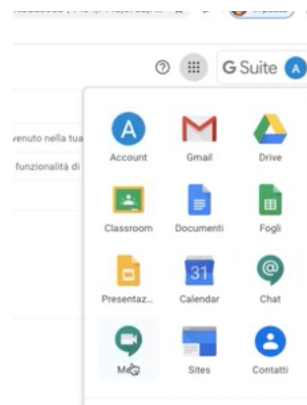 G Suite A
venuto nella tua
funzionalità di
A
Account Gmail Drive
Classroom Documenti Fogli
31
Presentaz... Calendar Chat
Sites Contatti